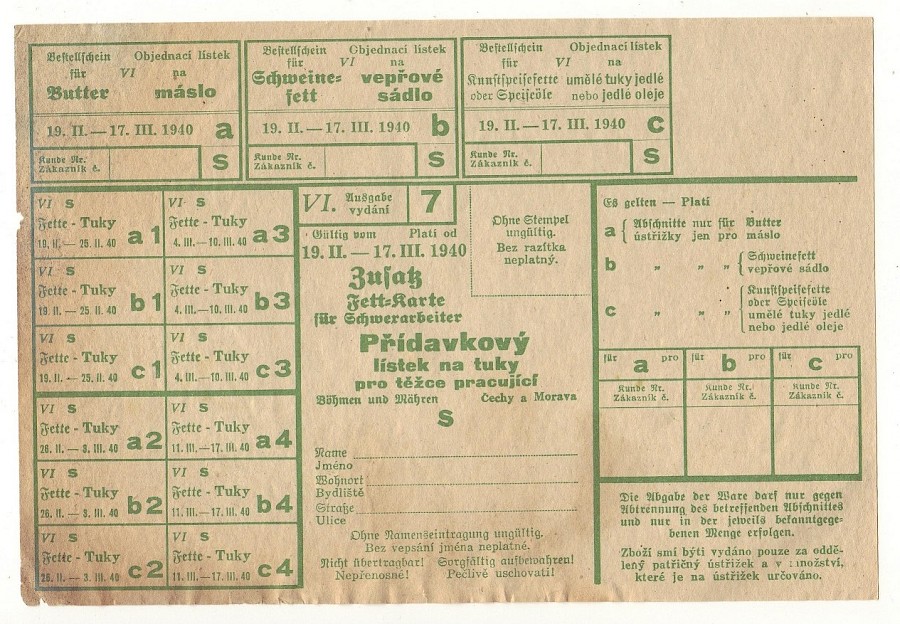 Bestellschein Objednací lístek
für VI na
Butter máslo
19. II.—17. III. 1940 a
Kunde Nr.
Zákazník č. S
Bestellschein Objednací lístek
für VI na
Schweine= vepřové
fett sádlo
19. II.—17. III. 1940 b
Kunde Nr.
Zákazník č. S
Bestellschein Objednací lístek
für VI na
Kunstspeisefette umělé tuky jedlé
oder Speiseöle nebo jedlé oleje
19. II.—17. III. 1940 c
Kunde Nr.
Zákazník č. S
VI S
Fette - Tuky
19. II.— 25. II. 40 a1
VI S
Fette - Tuky
4. III.—10. III. 40 a3
VI S
Fette - Tuky
19. II. — 25. II. 40 b1
VI S
Fette - Tuky
4. III.—10. III. 40 b3
VI S
Fette - Tuky
19. II. — 25. II. 40 c1
VI S
Fette - Tuky
4. III.—10. III. 40 c3
VI S
Fette - Tuky
26. II. — 3. III. 40 a2
VI S
Fette - Tuky
11. III.—17. III. 40 a4
VI S
Fette - Tuky
26. II. — 3. III. 40 b2
VI S
Fette - Tuky
11. III.—17. III. 40 b4
VI S
Fette - Tuky
26. II. — 3. III. 40 c2
VI S
Fette - Tuky
11. III.—17. III. 40 c4
VI. Ausgabe
vydání 7
Gültig vom Platí od
19. II. — 17. III. 1940
Zusatz
Fett=Karte
für Schwerarbeiter
Přídavkový
lístek na tuky
pro těžce pracující
Böhmen und Mähren Čechy a Morava
S
Name
Jméno
Wohnort
Bydliště
Straße
Ulice
Ohne Namenseintragung ungültig.
Bez vepsání jména neplatné.
Nicht übertragbar! Sorgfältig aufbewahren!
Nepřenosné! Pečlivě uschovati!
Ohne Stempel
ungültig.
Bez razítka
neplatný.
Es gelten — Platí
a Abschnitte nur für Butter
ústřižky jen pro máslo
b " " " Schweinefett
vepřové sádlo
c " " " Kunstspeisefette
oder Speiseöle
umělé tuky jedlé
nebo jedlé oleje
für a pro für b pro für c pro
Kunde Nr. Kunde Nr. Kunde Nr.
Zákazník č. Zákazník č. Zákazník č.
Die Abgabe der Ware darf nur gegen
Abtrennung des betreffenden Abschnittes
und nur in der jeweils bekanntgege-
benen Menge erfolgen.
Zboží smí býti vydáno pouze za oddě-
lený patřičný ústřižek a v množství,
které je na ústřižek určováno.